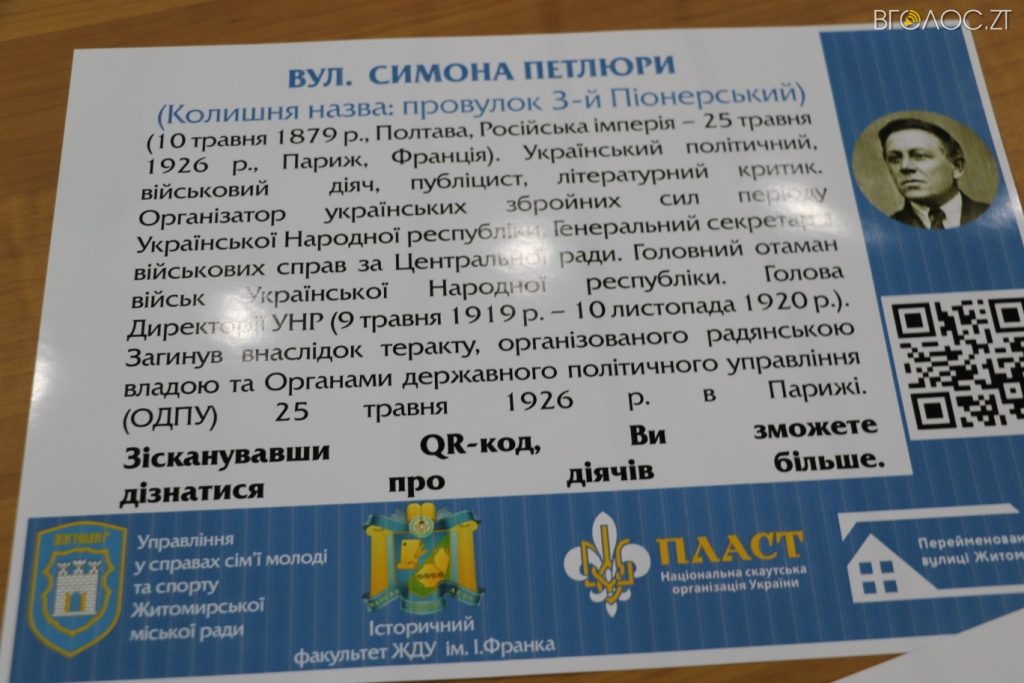 ВГОЛОС.ZT
ВУЛ. СИМОНА ПЕТЛЮРИ
(Колишня назва: провулок 3-й Піонерський)
(10 травня 1879 р., Полтава, Російська імперія – 25 травня
1926 р., Париж, Франція). Український політичний,
військовий діяч, публіцист, літературний критик.
Організатор українських збройних сил періоду
Української Народної республіки. Генеральний секретар з
військових справ за Центральної ради. Головний отаман
військ Української Народної республіки. Голова
Директорії УНР (9 травня 1919 р. – 10 листопада 1920 р.).
Загинув внаслідок теракту, організованого радянською
владою та Органами державного політичного управління
(ОДПУ) 25 травня 1926 р. в Парижі.
Зісканувавши QR-код, Ви зможете
дізнатися про діячів більше.
ЖИТОМИР
Управління
у справах сім'ї молоді
та спорту
Житомирської
міської ради
Історичний
факультет ЖДУ ім. І.Франка
ПЛАСТ
Національна скаутська
організація України
Перейменован
вулиці Житом